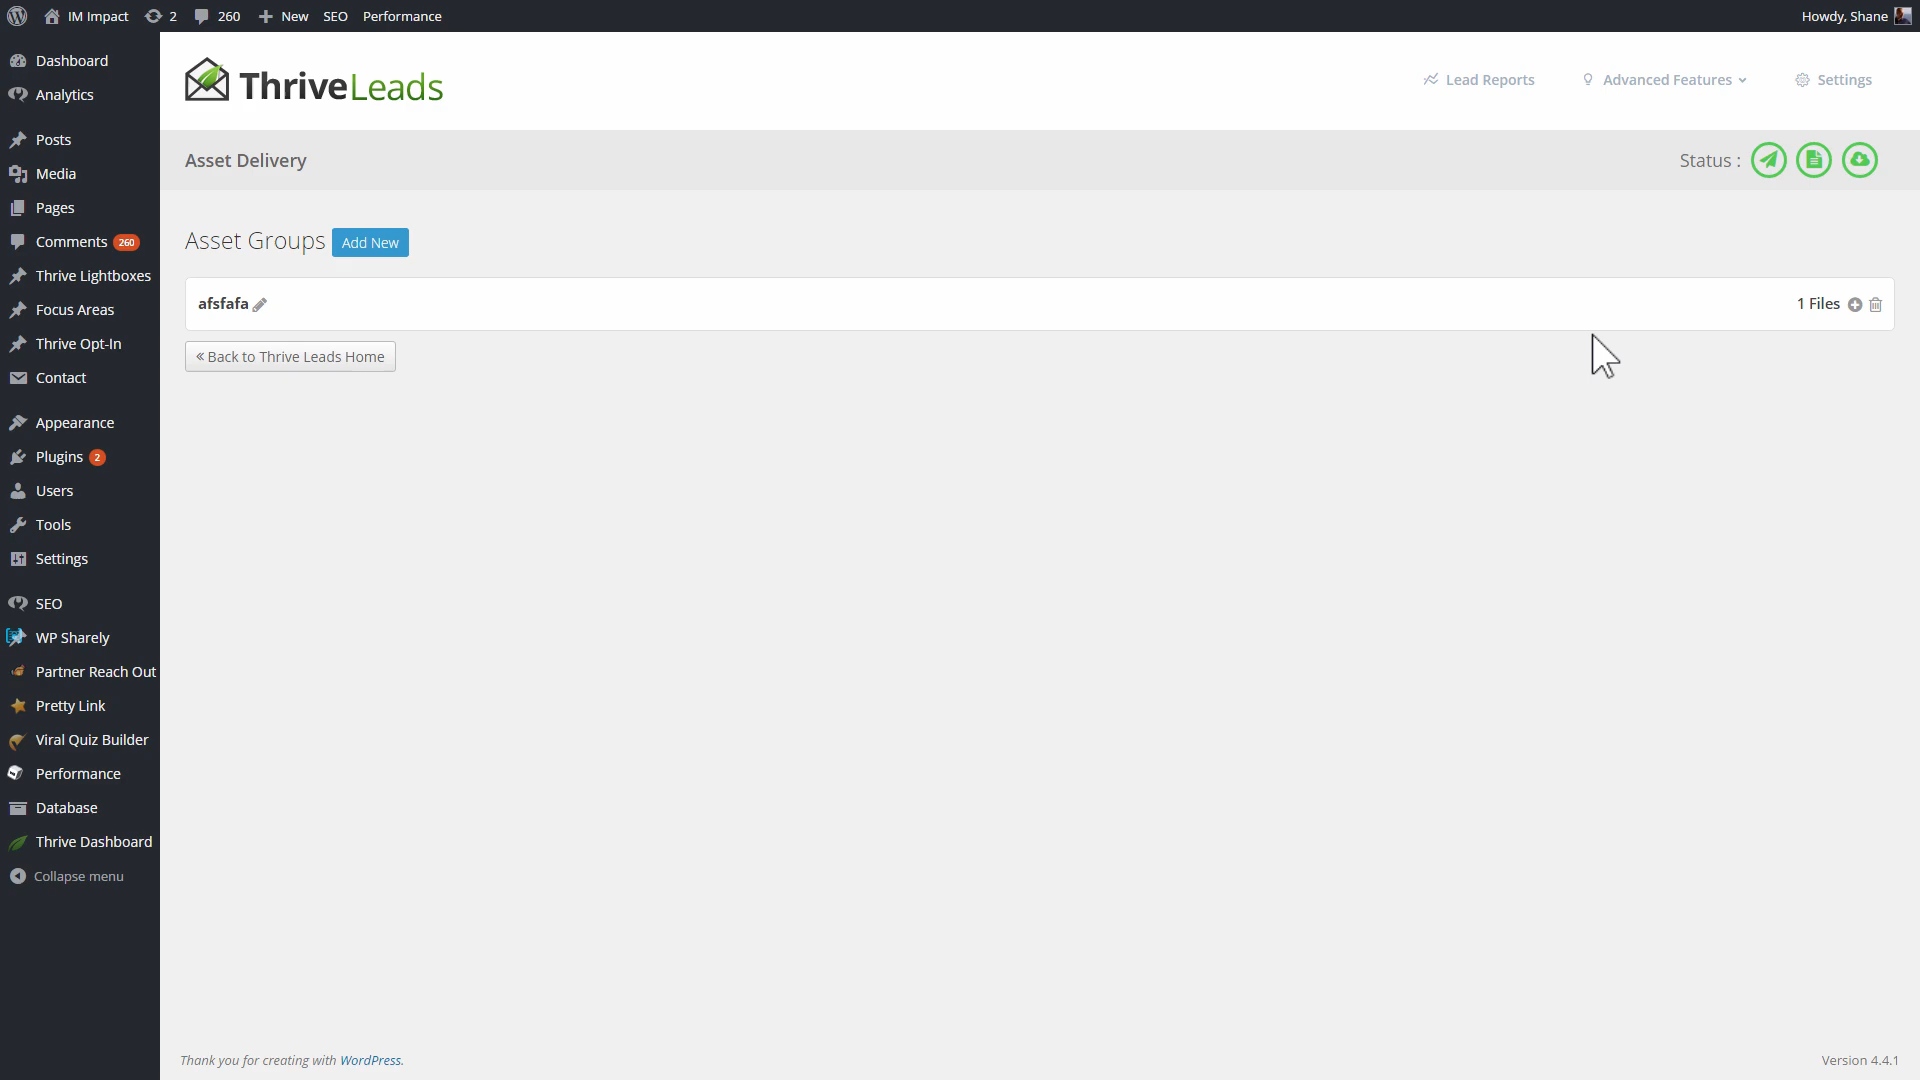 IM Impact 2 260 New SEO Performance Howdy, Shane
Dashboard
Analytics
Posts
Media
Pages
Comments 260
Thrive Lightboxes
Focus Areas
Thrive Opt-In
Contact
Appearance
Plugins 2
Users
Tools
Settings
SEO
WP Sharely
Partner Reach Out
Pretty Link
Viral Quiz Builder
Performance
Database
Thrive Dashboard
Collapse menu
ThriveLeads
Lead Reports Advanced Features Settings
Asset Delivery Status :
Asset Groups Add New
afsfafa 1 Files
« Back to Thrive Leads Home
Thank you for creating with WordPress. Version 4.4.1